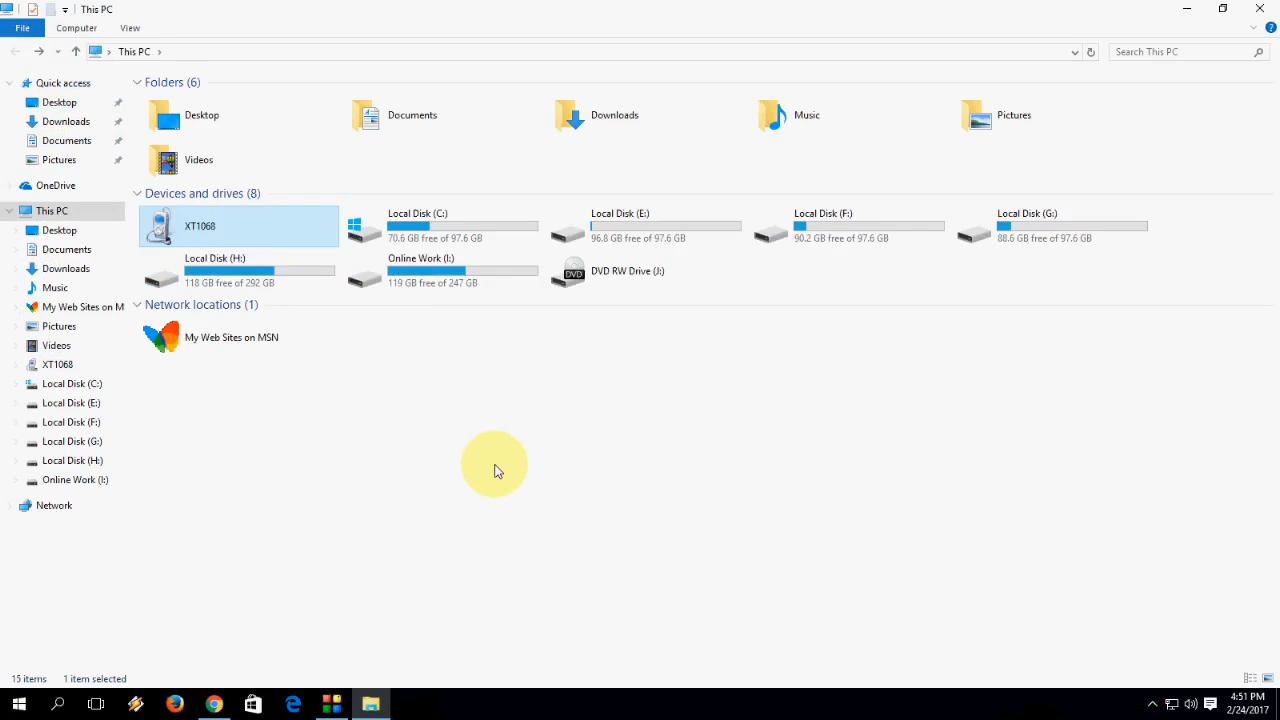 This PC
File Computer View
This PC
Search This PC
Quick access
Desktop
Downloads
Documents
Pictures
OneDrive
This PC
Desktop
Documents
Downloads
Music
My Web Sites on M
Pictures
Videos
XT1068
Local Disk (C:)
Local Disk (E:)
Local Disk (F:)
Local Disk (G:)
Local Disk (H:)
Online Work (I:)
Network
Folders (6)
Desktop
Documents
Downloads
Music
Pictures
Videos
Devices and drives (8)
XT1068
Local Disk (C:)
70.6 GB free of 97.6 GB
Local Disk (E:)
96.8 GB free of 97.6 GB
Local Disk (F:)
90.2 GB free of 97.6 GB
Local Disk (G:)
88.6 GB free of 97.6 GB
Local Disk (H:)
118 GB free of 292 GB
Online Work (I:)
119 GB free of 247 GB
DVD
DVD RW Drive (J:)
Network locations (1)
My Web Sites on MSN
15 items 1 item selected
4:51 PM
2/24/2017